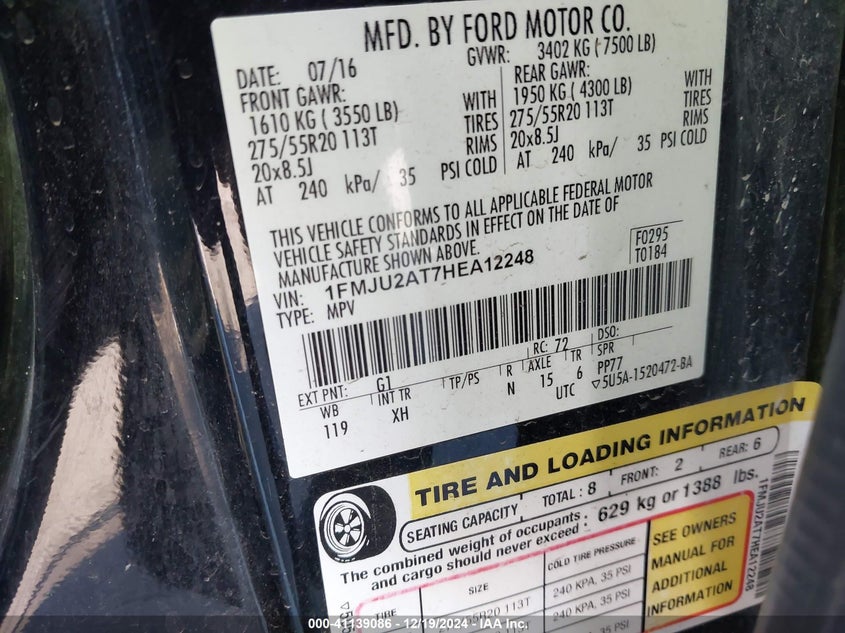 MFD. BY FORD MOTOR CO.
DATE: 07/16 GVWR: 3402 KG ( 7500 LB)
FRONT GAWR: REAR GAWR:
1610 KG ( 3550 LB) WITH 1950 KG ( 4300 LB) WITH
275/55R20 113T TIRES 275/55R20 113T TIRES
20x8.5J RIMS 20x8.5J RIMS
AT 240 kPa/ 35 PSI COLD AT 240 kPa/ 35 PSI COLD
THIS VEHICLE CONFORMS TO ALL APPLICABLE FEDERAL MOTOR
VEHICLE SAFETY STANDARDS IN EFFECT ON THE DATE OF
MANUFACTURE SHOWN ABOVE.
VIN: 1FMJU2AT7HEA12248 F0295
TYPE: MPV T0184
EXT PNT: G1 RC: 72 DSO:
WB INT TR TP/PS R AXLE TR SPR
119 XH N 15 6 PP77
UTC ▽5U5A-1520472-BA
TIRE AND LOADING INFORMATION
SEATING CAPACITY TOTAL: 8 FRONT: 2 REAR: 6
The combined weight of occupants
and cargo should never exceed: 629 kg or 1388 lbs.
TIRE SIZE COLD TIRE PRESSURE
113T 240 KPA, 35 PSI
240 KPA, 35 PSI
35 PSI
SEE OWNERS
MANUAL FOR
ADDITIONAL
INFORMATION
1FMJU2AT7HEA12248
000-41139086 - 12/19/2024 - IAA Inc.